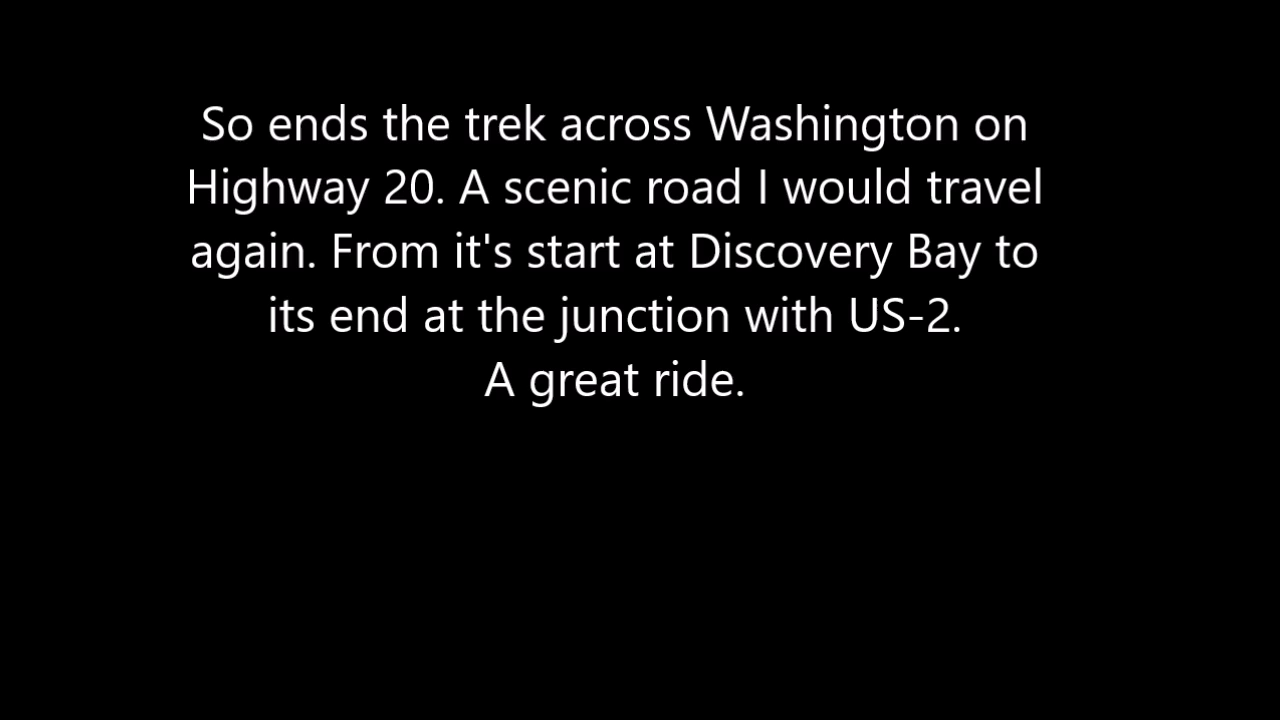 So ends the trek across Washington on
Highway 20. A scenic road I would travel
again. From it's start at Discovery Bay to
its end at the junction with US-2.
A great ride.